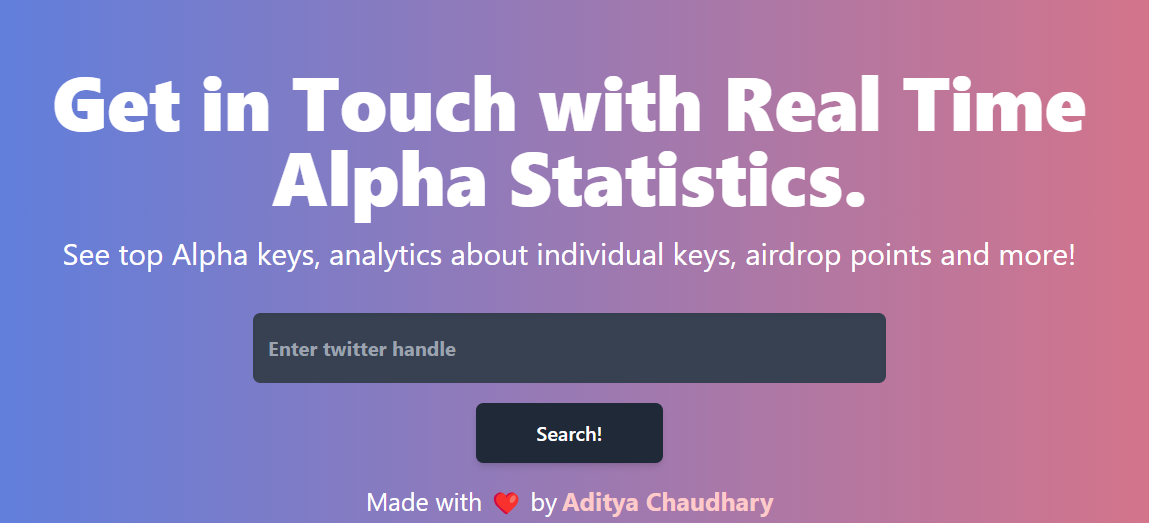 Get in Touch with Real Time
Alpha Statistics.
See top Alpha keys, analytics about individual keys, airdrop points and more!
Enter twitter handle
Search!
Made with ❤️ by Aditya Chaudhary